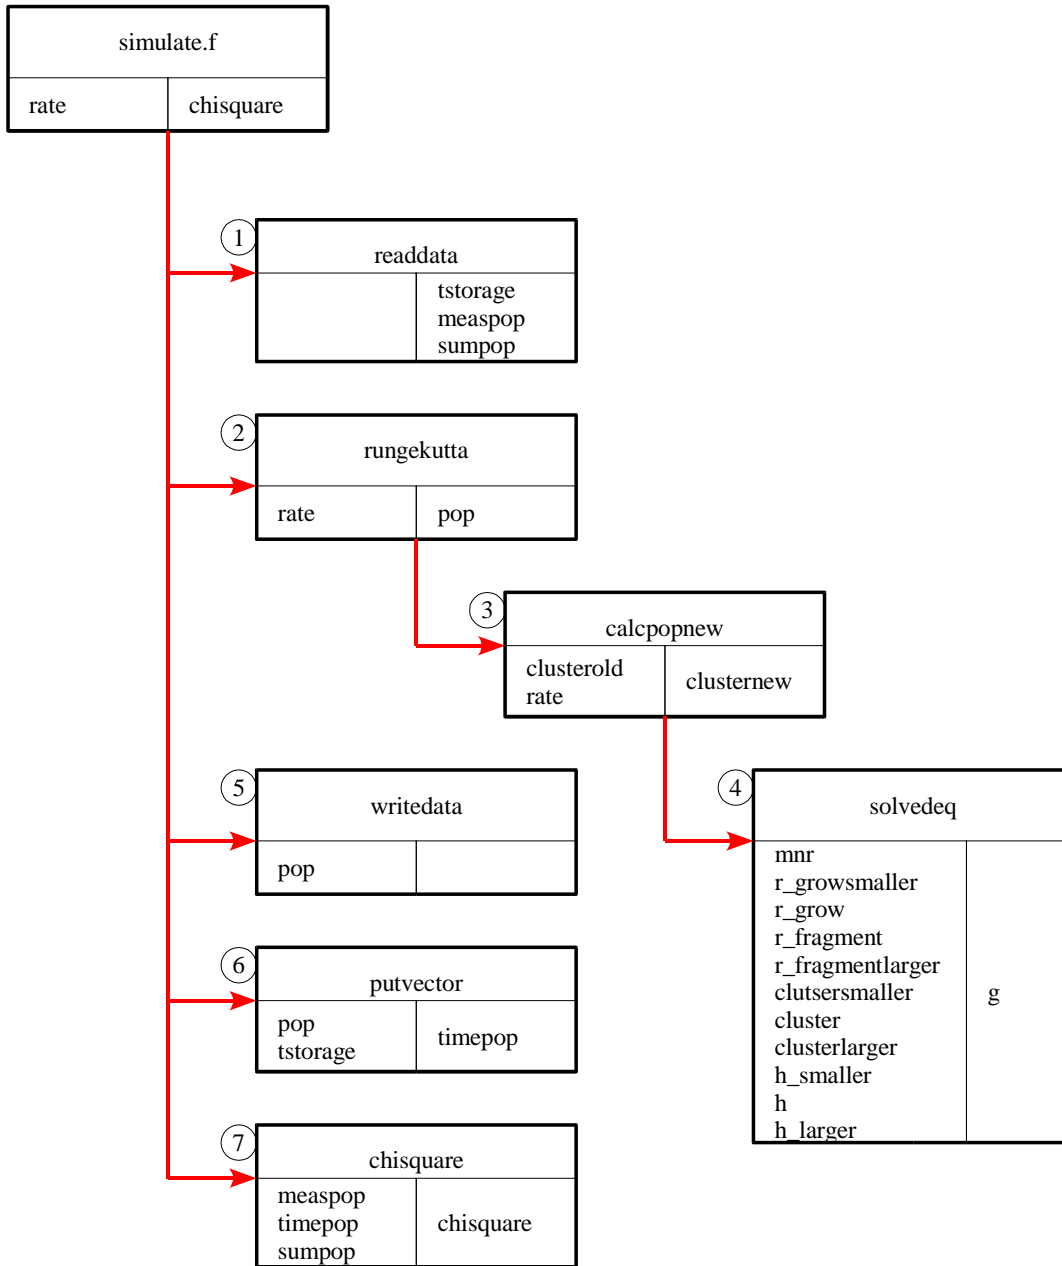 simulate.f
rate
chisquare
1
readdata
tstorage
measpop
sumpop
2
rungekutta
rate
pop
3
calcpopnew
clusterold
rate
clusternew
5
writedata
pop
4
solvedeq
mnr
r_growsmaller
r_grow
r_fragment
r_fragmentlarger
clutsersmaller
cluster
clusterlarger
h_smaller
h
h_larger
g
6
putvector
pop
tstorage
timepop
7
chisquare
measpop
timepop
sumpop
chisquare